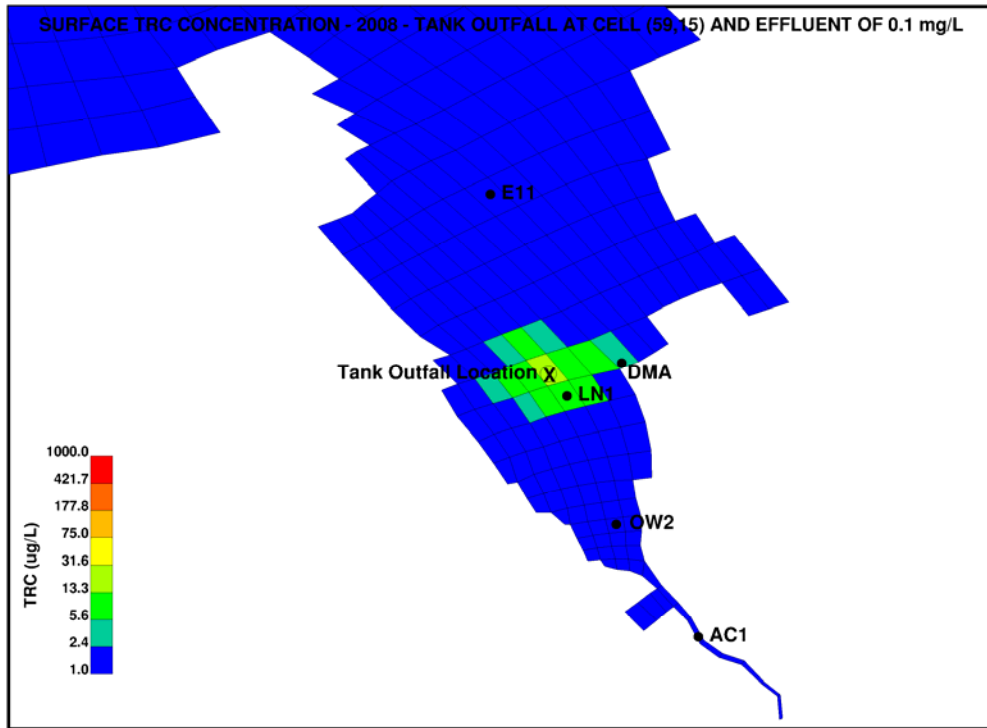 SURFACE TRC CONCENTRATION - 2008 - TANK OUTFALL AT CELL (59,15) AND EFFLUENT OF 0.1 mg/L
E11
Tank Outfall Location X
DMA
LN1
1000.0
421.7
177.8
75.0
31.6
13.3
5.6
2.4
1.0
TRC (ug/L)
OW2
AC1